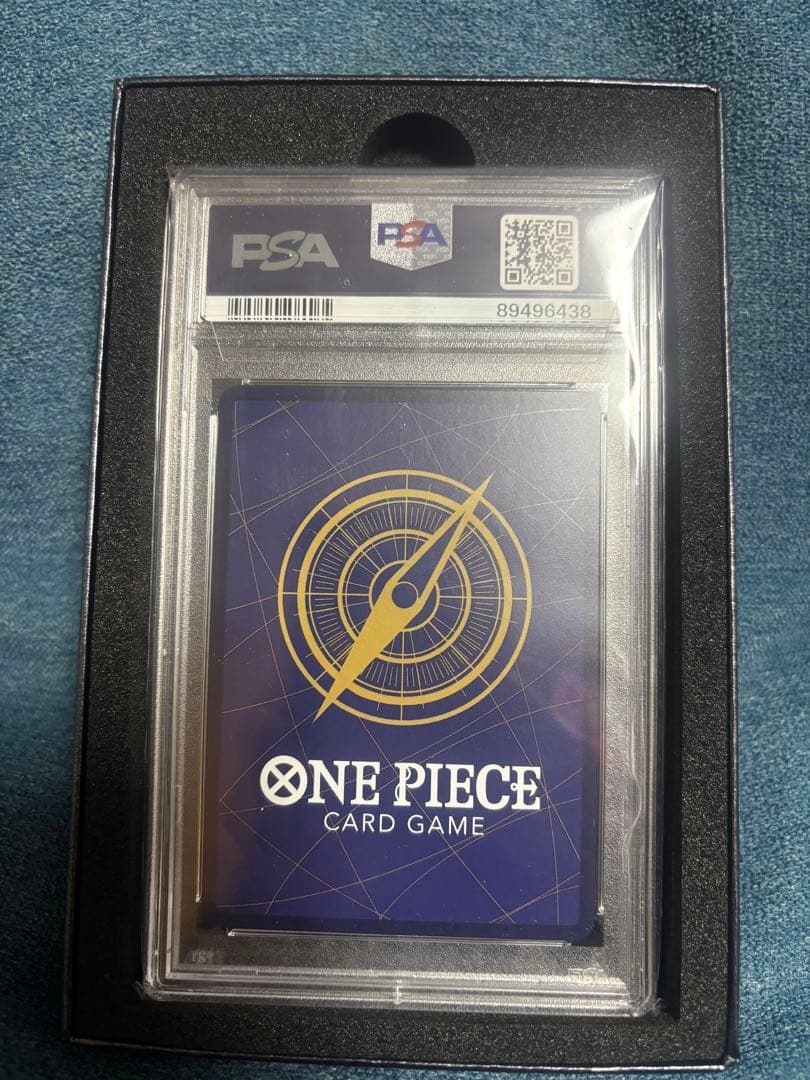 PSA
PSA
89496438
ONE PIECE
CARD GAME